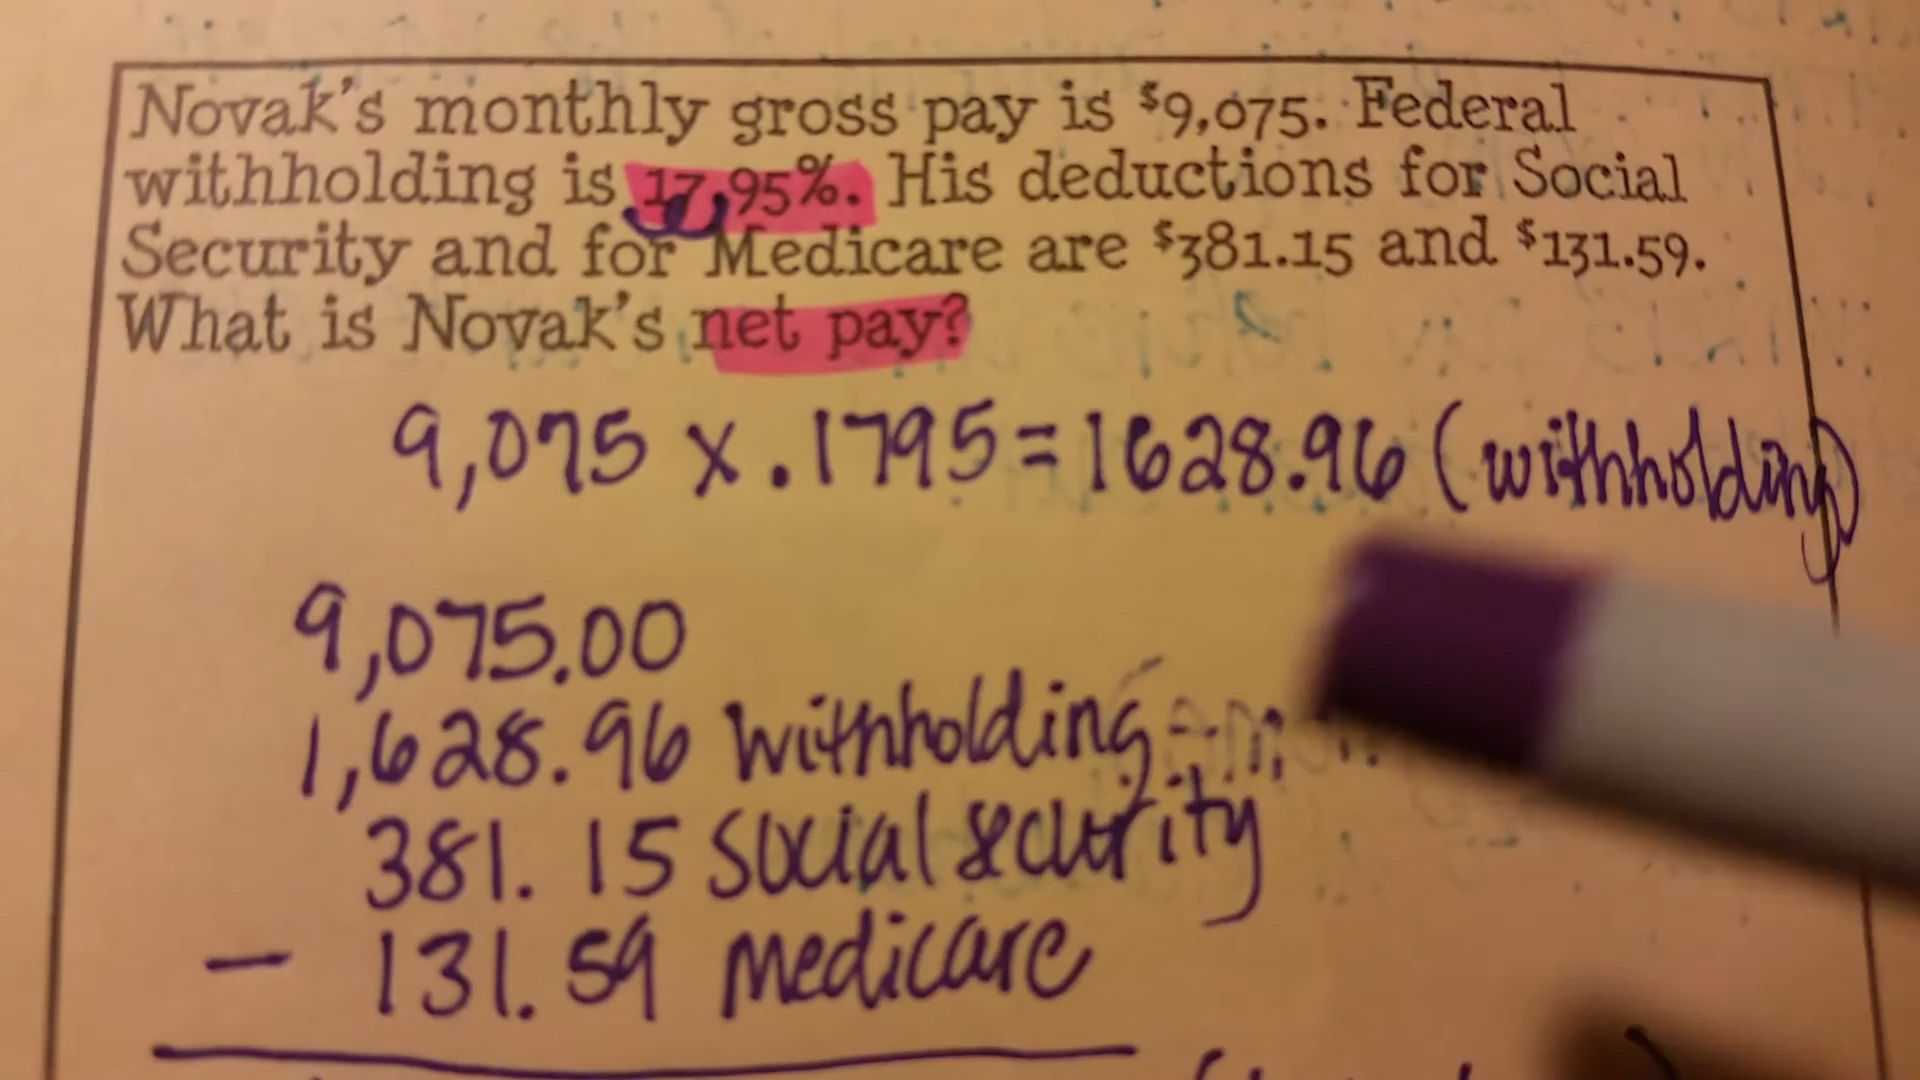 Novak's monthly gross pay is $9,075. Federal
withholding is 17.95%. His deductions for Social
Security and for Medicare are $381.15 and $131.59.
What is Novak's net pay?
9,075 x .1795 = 1628.96 (withholding)
9,075.00
1,628.96 withholding
381.15 social security
- 131.59 medicare